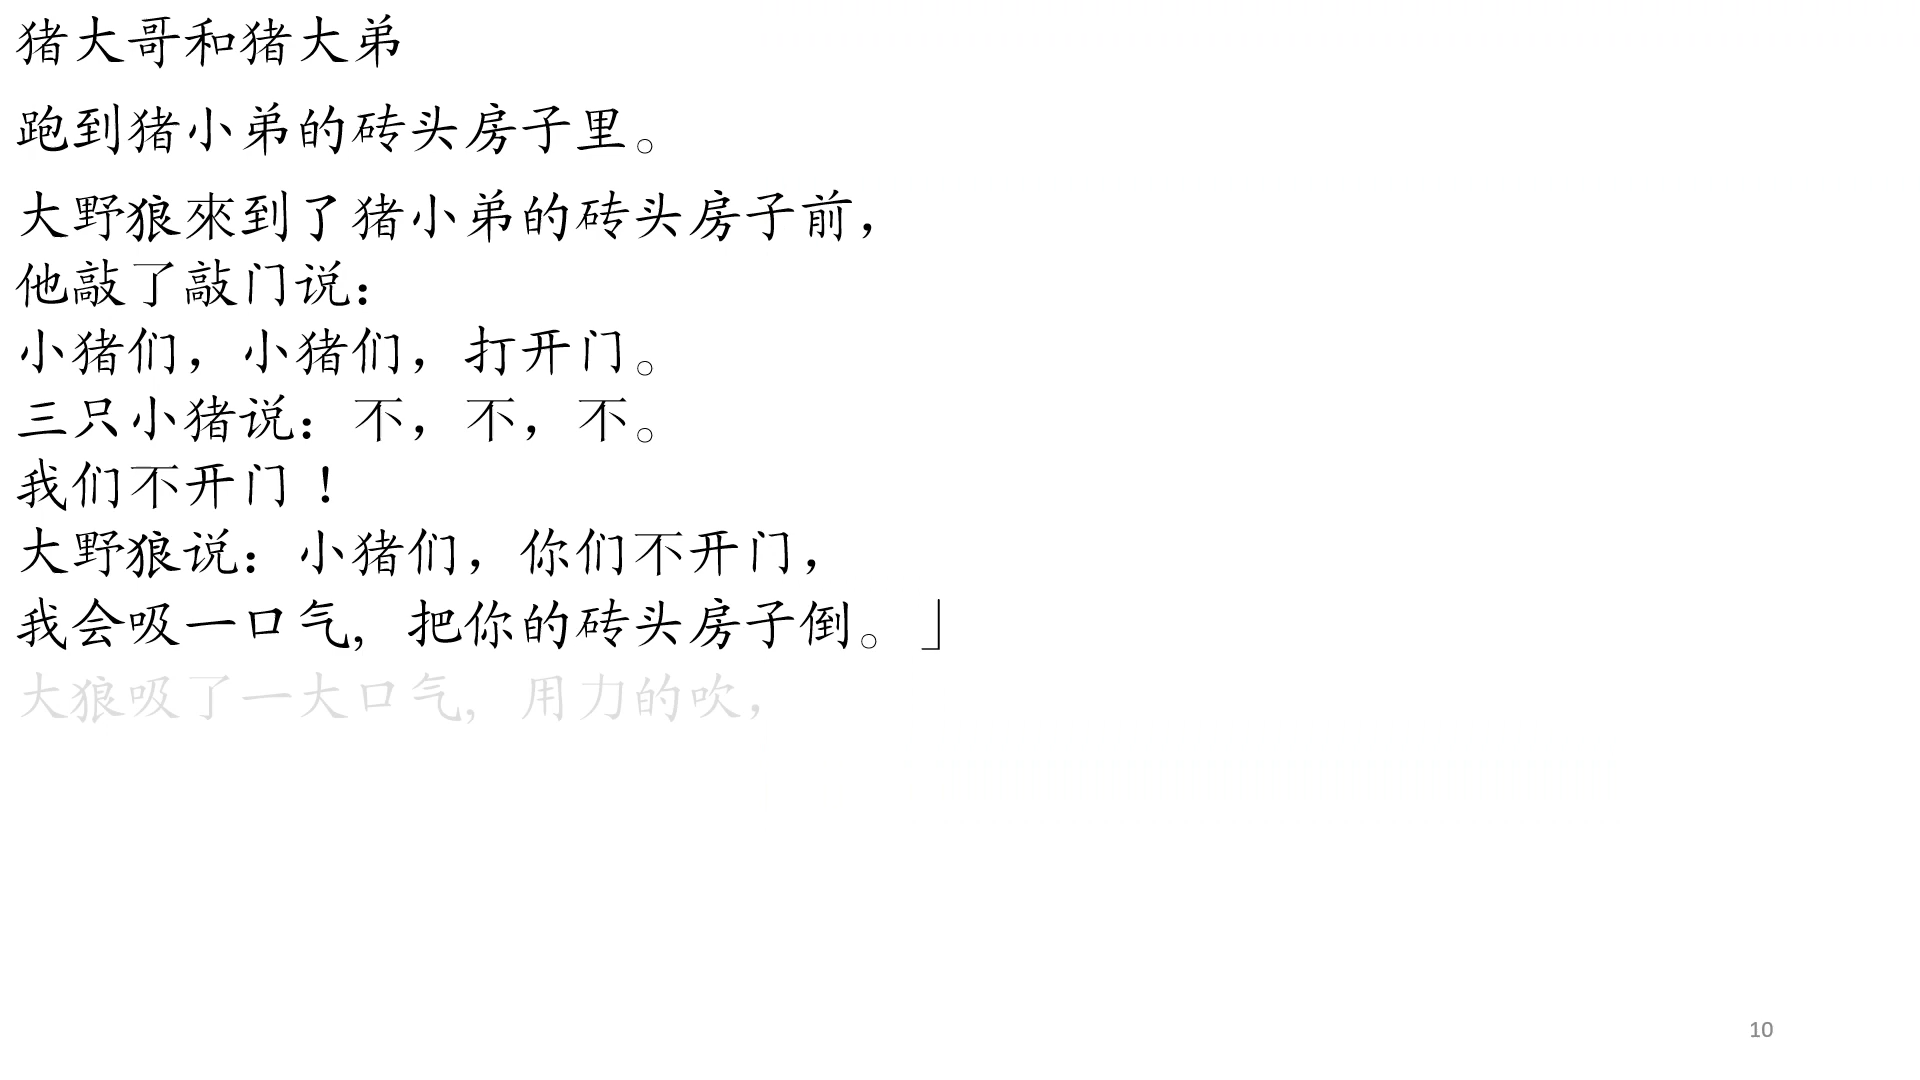 猪大哥和猪大弟
跑到猪小弟的砖头房子里。
大野狼來到了猪小弟的砖头房子前，
他敲了敲门说：
小猪们，小猪们，打开门。
三只小猪说：不，不，不。
我们不开门！
大野狼说：小猪们，你们不开门，
我会吸一口气，把你的砖头房子倒。」
大狼吸了一大口气，用力的吹，
10